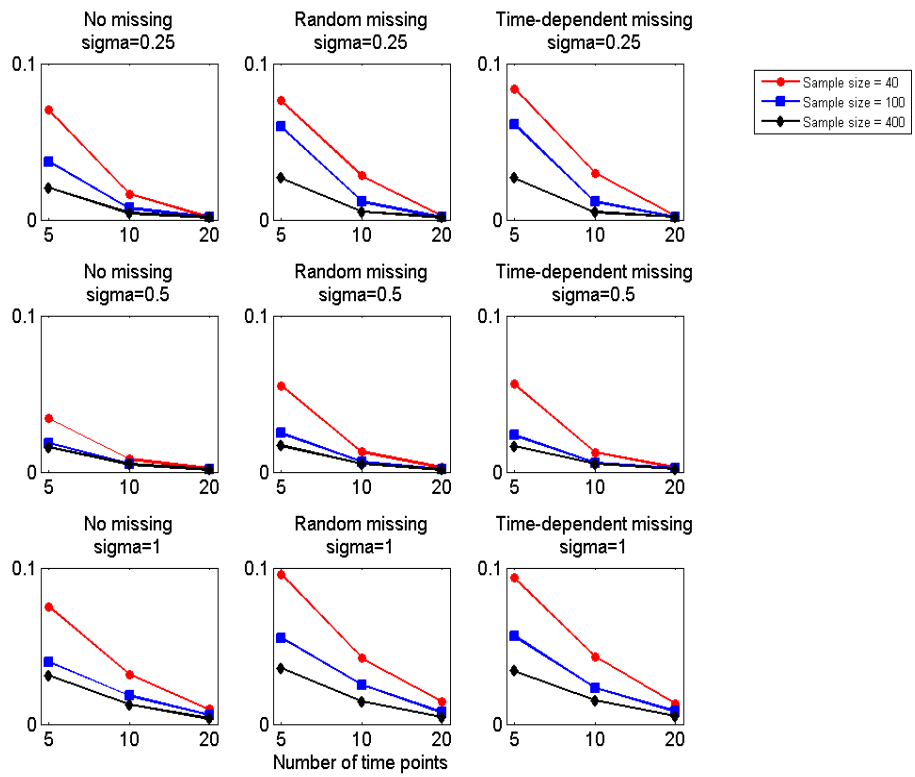 No missing
sigma=0.25
Random missing
sigma=0.25
Time-dependent missing
sigma=0.25
0.1
0
5 10 20
0.1
0
5 10 20
0.1
0
5 10 20
Sample size = 40
Sample size = 100
Sample size = 400
No missing
sigma=0.5
Random missing
sigma=0.5
Time-dependent missing
sigma=0.5
0.1
0
5 10 20
0.1
0
5 10 20
0.1
0
5 10 20
No missing
sigma=1
Random missing
sigma=1
Time-dependent missing
sigma=1
0.1
0
5 10 20
0.1
0
5 10 20
0.1
0
5 10 20
Number of time points